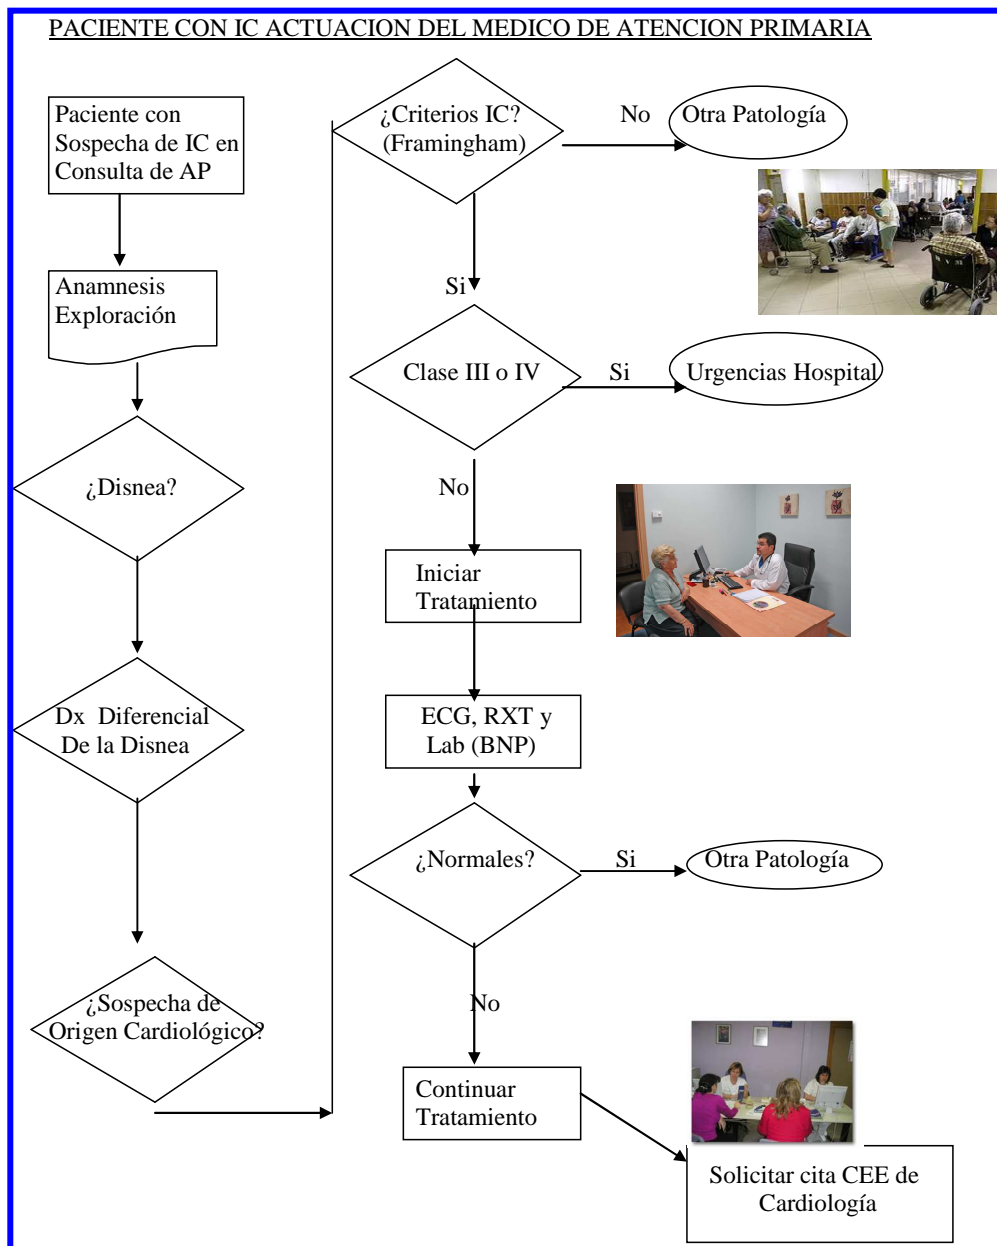 PACIENTE CON IC ACTUACION DEL MEDICO DE ATENCION PRIMARIA
Paciente con
Sospecha de IC en
Consulta de AP
Anamnesis
Exploración
¿Disnea?
Dx Diferencial
De la Disnea
¿Sospecha de
Origen Cardiológico?
¿Criterios IC?
(Framingham)
No
Otra Patología
Si
Clase III o IV
Si
Urgencias Hospital
No
Iniciar
Tratamiento
ECG, RXT y
Lab (BNP)
¿Normales?
Si
Otra Patología
No
Continuar
Tratamiento
Solicitar cita CEE de
Cardiología